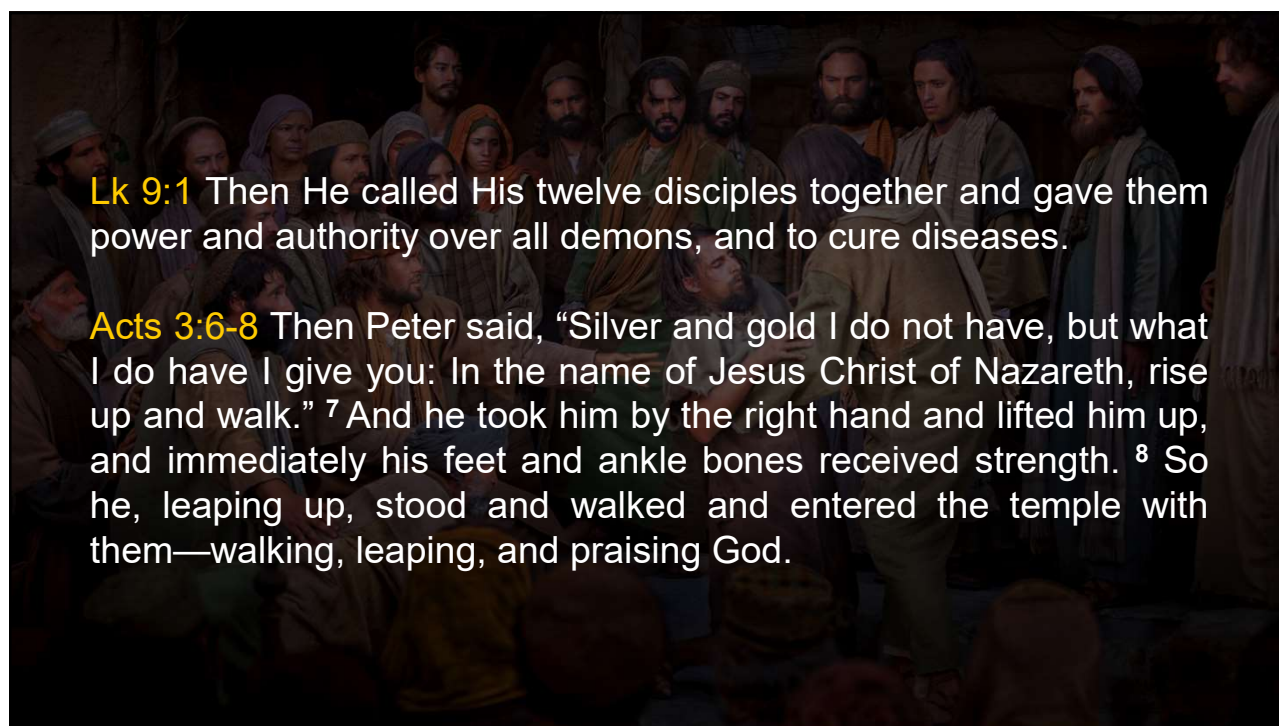 Lk 9:1 Then He called His twelve disciples together and gave them
power and authority over all demons, and to cure diseases.
Acts 3:6-8 Then Peter said, “Silver and gold I do not have, but what
I do have I give you: In the name of Jesus Christ of Nazareth, rise
up and walk.” ⁷ And he took him by the right hand and lifted him up,
and immediately his feet and ankle bones received strength. ⁸ So
he, leaping up, stood and walked and entered the temple with
them—walking, leaping, and praising God.